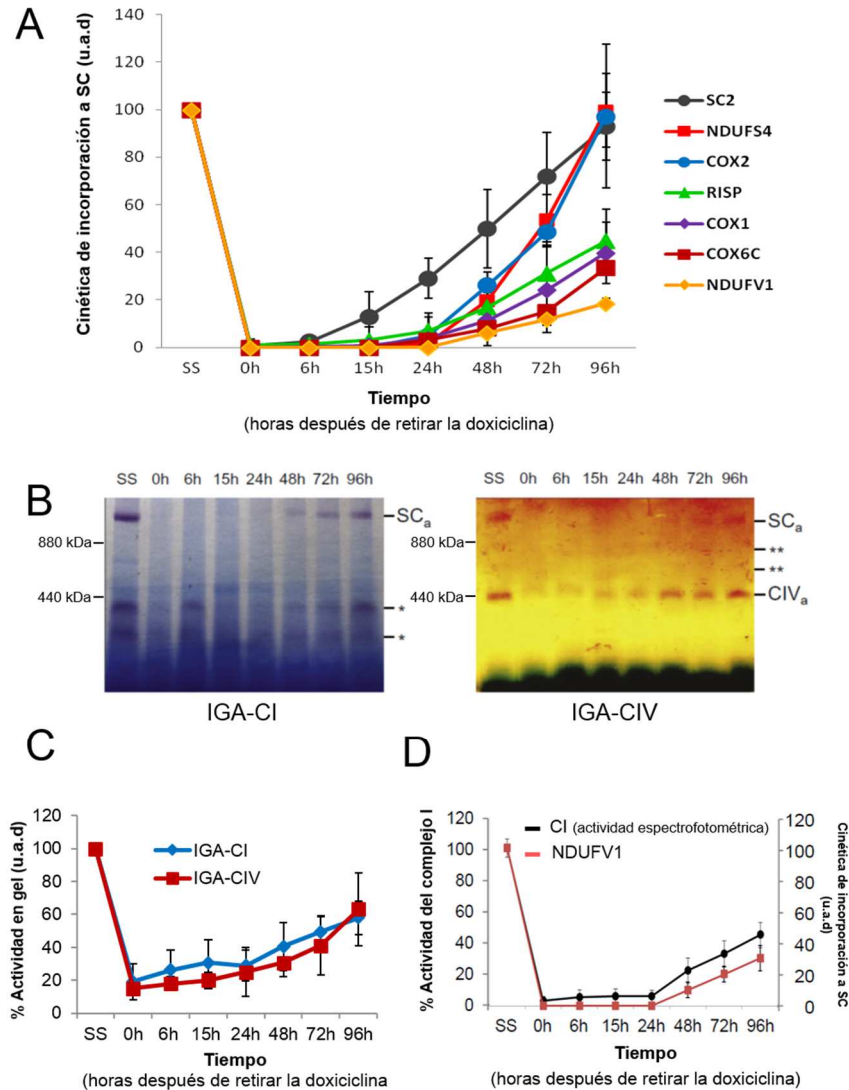 A
Cinética de incorporación a SC (u.a.d)
140
120
100
80
60
40
20
0
SS 0h 6h 15h 24h 48h 72h 96h
Tiempo
(horas después de retirar la doxiciclina)
SC2
NDUFS4
COX2
RISP
COX1
COX6C
NDUFV1
B
SS 0h 6h 15h 24h 48h 72h 96h
880 kDa
440 kDa
SCa
*
*
IGA-CI
SS 0h 6h 15h 24h 48h 72h 96h
880 kDa
440 kDa
SCa
**
**
CIVa
IGA-CIV
C
% Actividad en gel (u.a.d)
120
100
80
60
40
20
0
IGA-CI
IGA-CIV
SS 0h 6h 15h 24h 48h 72h 96h
Tiempo
(horas después de retirar la doxiciclina
D
% Actividad del complejo I
120
100
80
60
40
20
0
CI (actividad espectrofotométrica)
NDUFV1
120
100
80
60
40
20
0
Cinética de incorporación a SC
(u.a.d)
SS 0h 6h 15h 24h 48h 72h 96h
Tiempo
(horas después de retirar la doxiciclina)